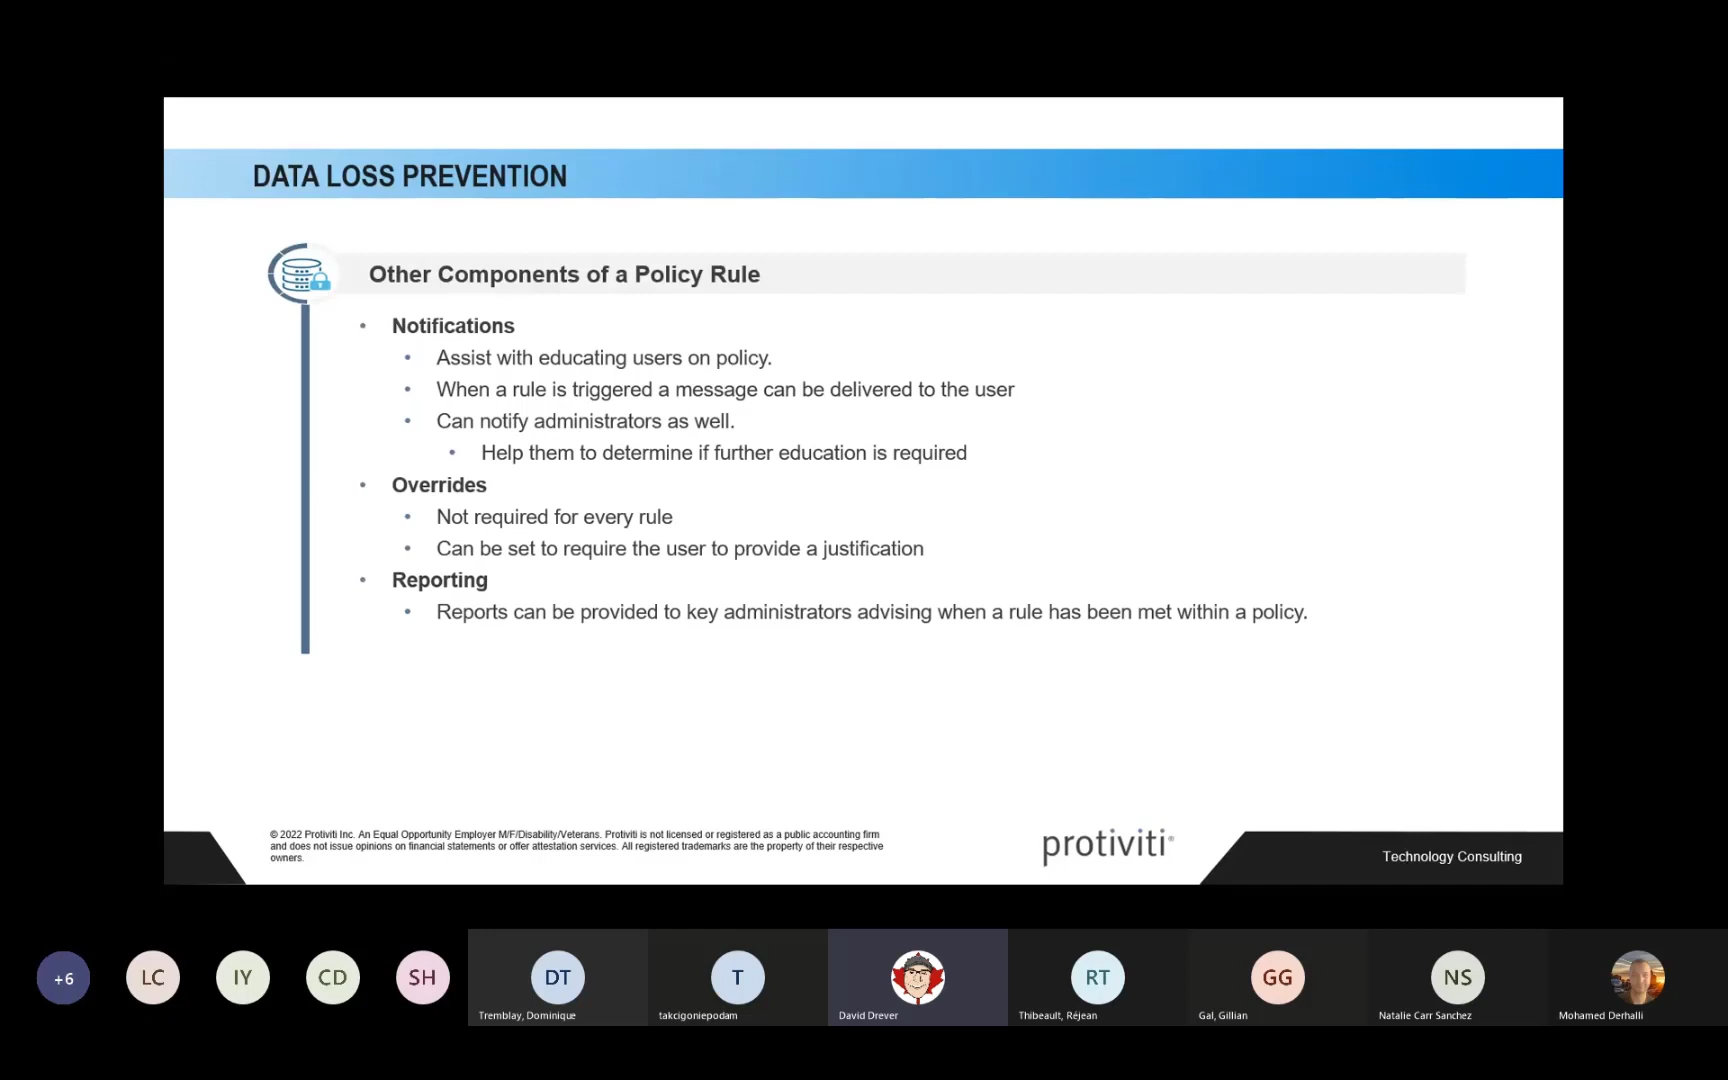 DATA LOSS PREVENTION
Other Components of a Policy Rule
• Notifications
• Assist with educating users on policy.
• When a rule is triggered a message can be delivered to the user
• Can notify administrators as well.
• Help them to determine if further education is required
• Overrides
• Not required for every rule
• Can be set to require the user to provide a justification
• Reporting
• Reports can be provided to key administrators advising when a rule has been met within a policy.
© 2022 Protiviti Inc. An Equal Opportunity Employer M/F/Disability/Veterans. Protiviti is not licensed or registered as a public accounting firm
and does not issue opinions on financial statements or offer attestation services. All registered trademarks are the property of their respective
owners.
protiviti®
Technology Consulting
+6
LC
IY
CD
SH
DT
T
RT
GG
NS
Tremblay, Dominique
takcigoniepodam
David Drever
Thibeault, Réjean
Gal, Gillian
Natalie Carr Sanchez
Mohamed Derhalli